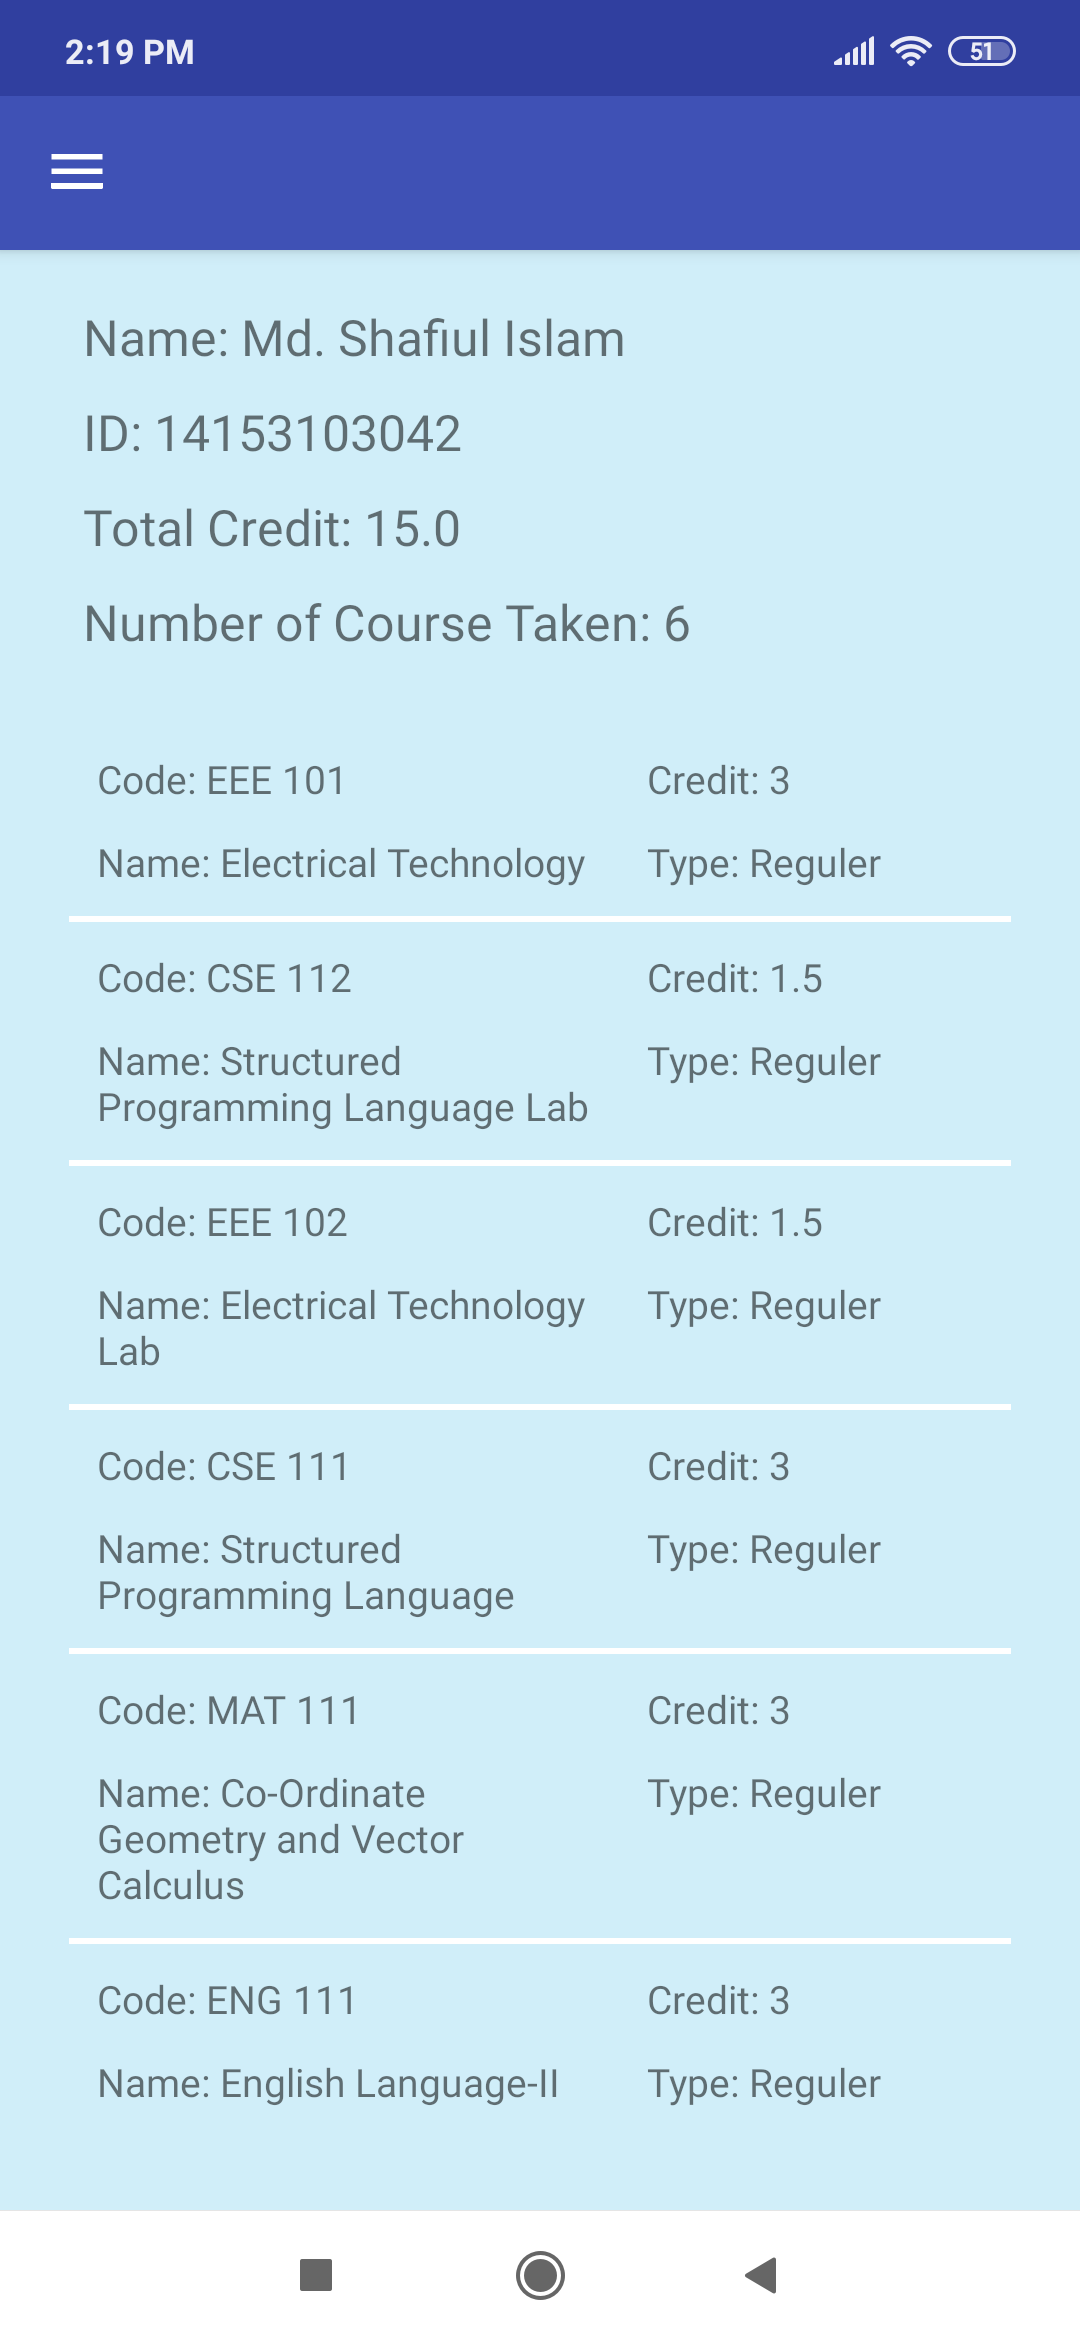 2:19 PM
51
Name: Md. Shafiul Islam
ID: 14153103042
Total Credit: 15.0
Number of Course Taken: 6
Code: EEE 101
Credit: 3
Name: Electrical Technology
Type: Reguler
Code: CSE 112
Credit: 1.5
Name: Structured
Programming Language Lab
Type: Reguler
Code: EEE 102
Credit: 1.5
Name: Electrical Technology
Lab
Type: Reguler
Code: CSE 111
Credit: 3
Name: Structured
Programming Language
Type: Reguler
Code: MAT 111
Credit: 3
Name: Co-Ordinate
Geometry and Vector
Calculus
Type: Reguler
Code: ENG 111
Credit: 3
Name: English Language-II
Type: Reguler